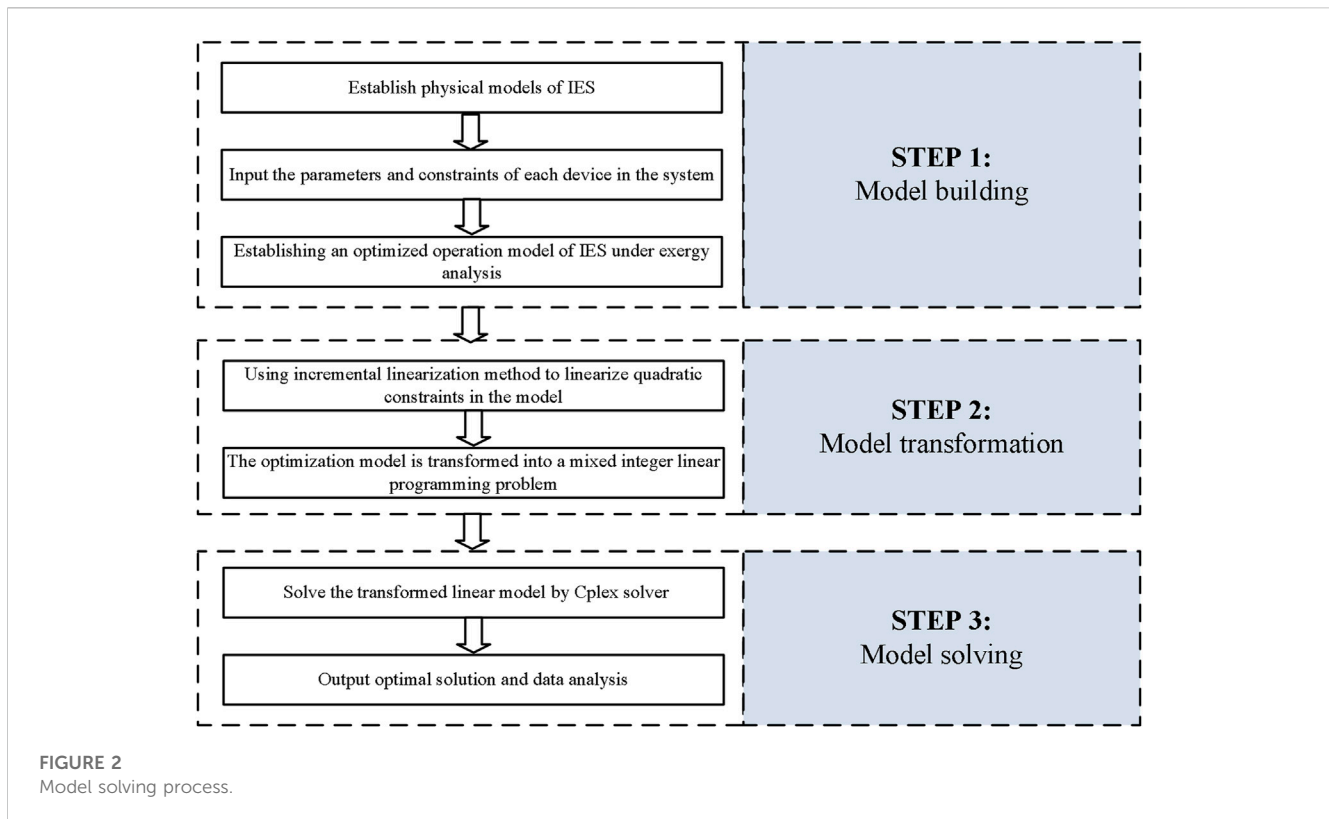 Establish physical models of IES
Input the parameters and constraints of each device in the system
Establishing an optimized operation model of IES under exergy
analysis
STEP 1:
Model building
Using incremental linearization method to linearize quadratic
constraints in the model
The optimization model is transformed into a mixed integer linear
programming problem
STEP 2:
Model transformation
Solve the transformed linear model by Cplex solver
Output optimal solution and data analysis
STEP 3:
Model solving
FIGURE 2
Model solving process.